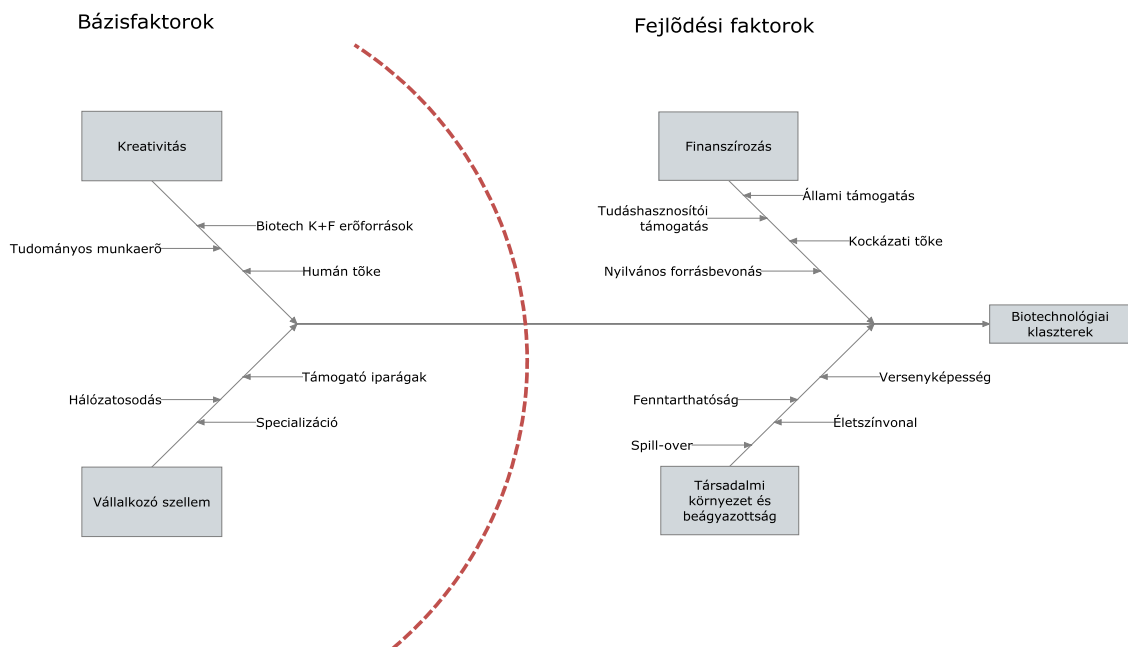 Bázisfaktorok
Fejlõdési faktorok
Kreativitás
Biotech K+F erõforrások
Tudományos munkaerõ
Humán tõke
Támogató iparágak
Hálózatosodás
Specializáció
Vállalkozó szellem
Finanszírozás
Állami támogatás
Tudáshasznosítói
támogatás
Kockázati tõke
Nyilvános forrásbevonás
Biotechnológiai
klaszterek
Versenyképesség
Fenntarthatóság
Életszínvonal
Spill-over
Társadalmi
környezet és
beágyazottság